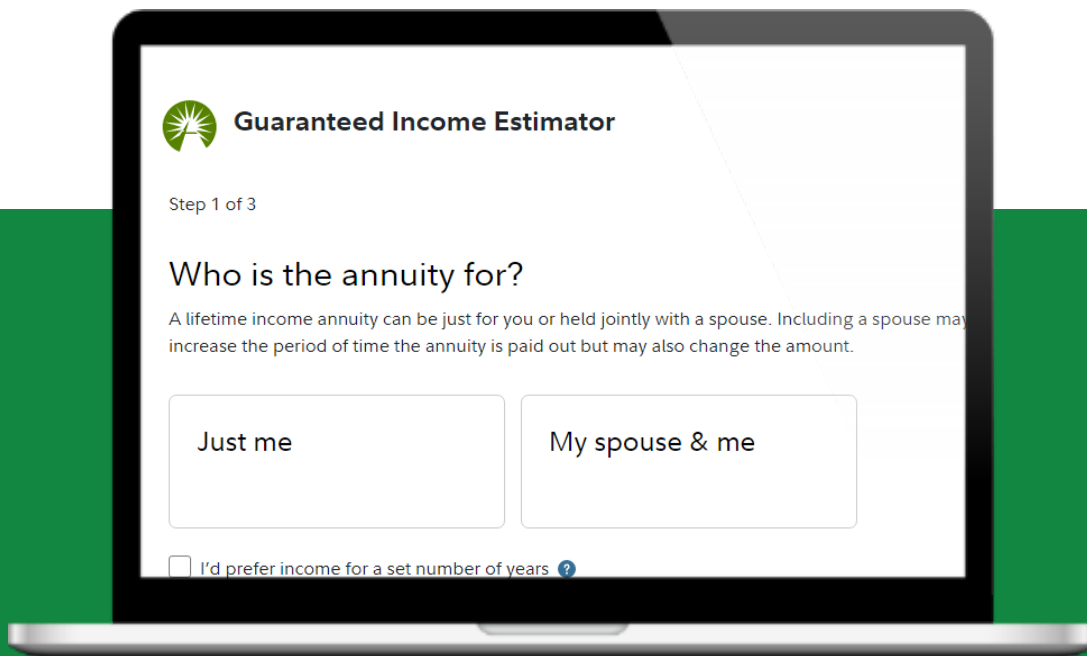 Guaranteed Income Estimator
Step 1 of 3
Who is the annuity for?
A lifetime income annuity can be just for you or held jointly with a spouse. Including a spouse may
increase the period of time the annuity is paid out but may also change the amount.
Just me
My spouse & me
I'd prefer income for a set number of years ?